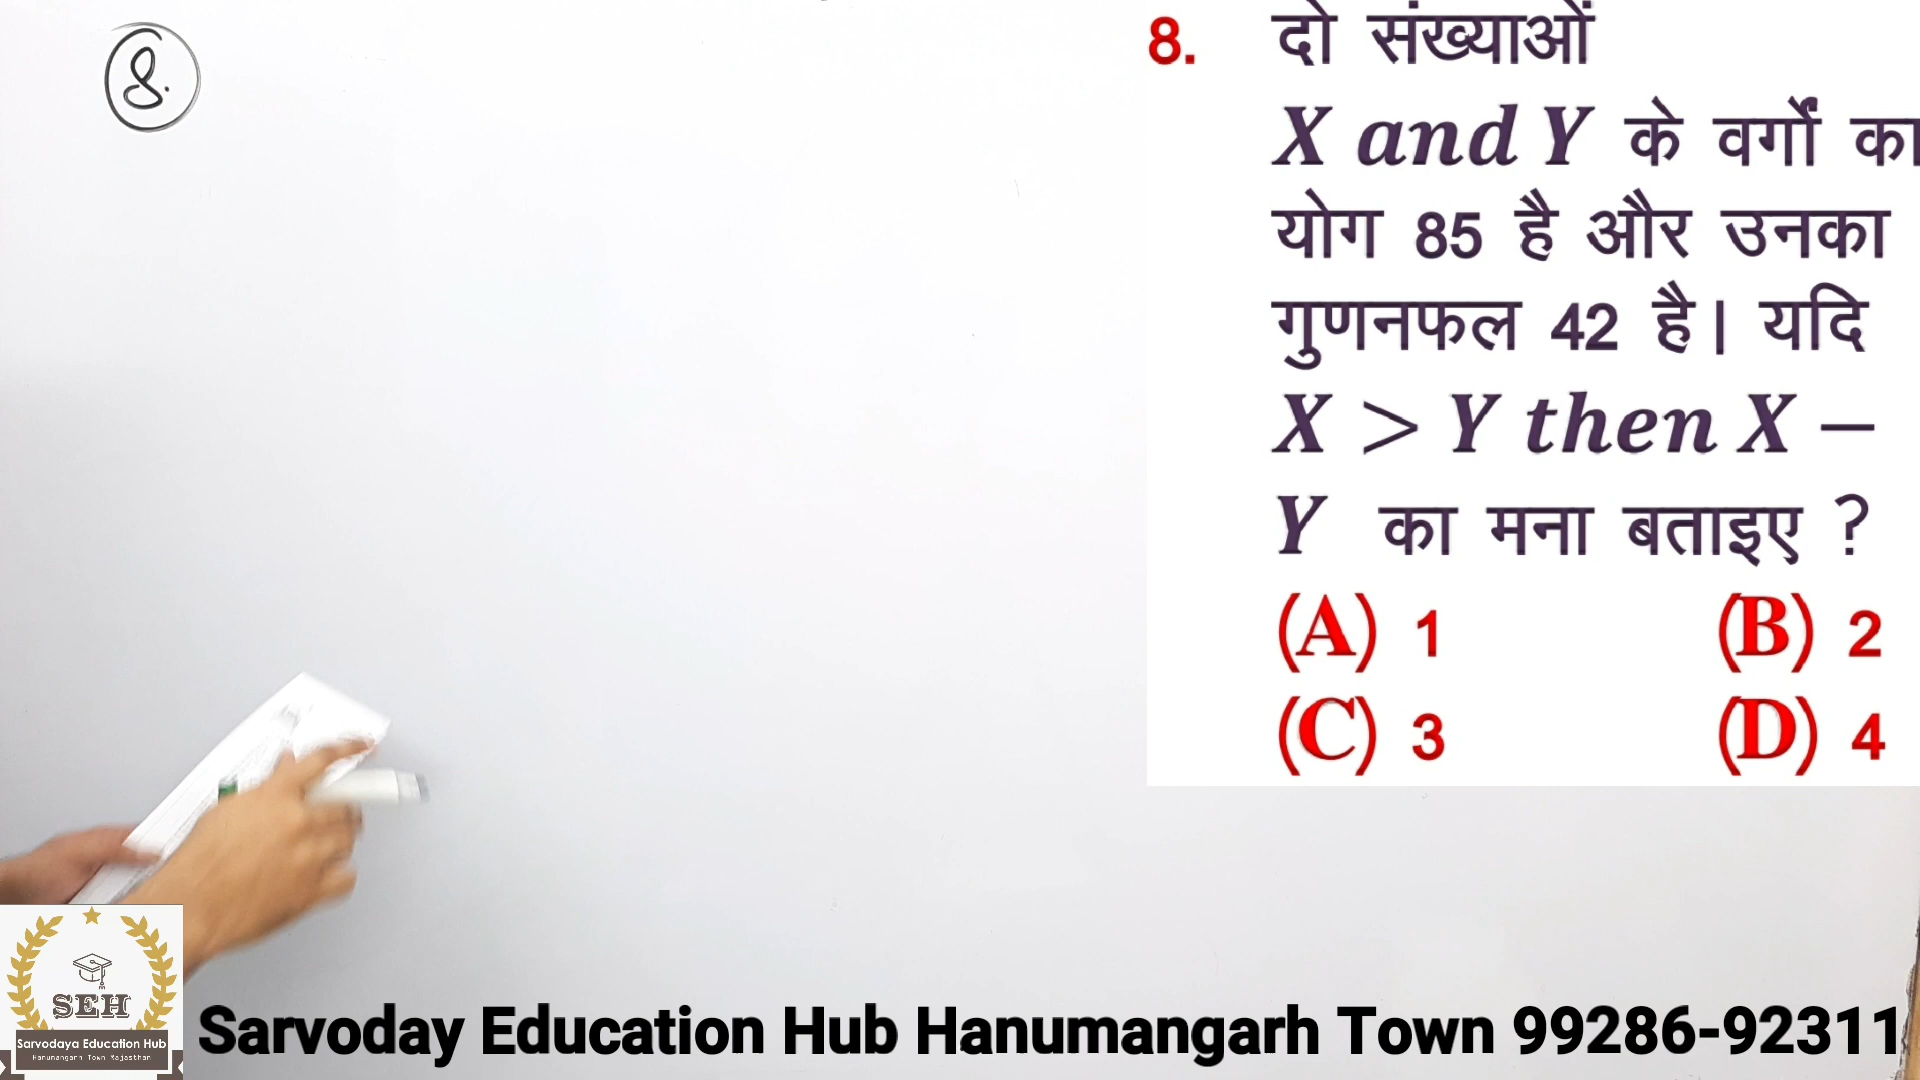 8.
8. दो संख्याओं
X and Y के वर्गों का
योग 85 है और उनका
गुणनफल 42 है। यदि
X > Y then X −
Y का मना बताइए ?
(A) 1 (B) 2
(C) 3 (D) 4
SEH
Sarvodaya Education Hub
Hanumangarh Town Rajasthan
Sarvoday Education Hub Hanumangarh Town 99286-92311